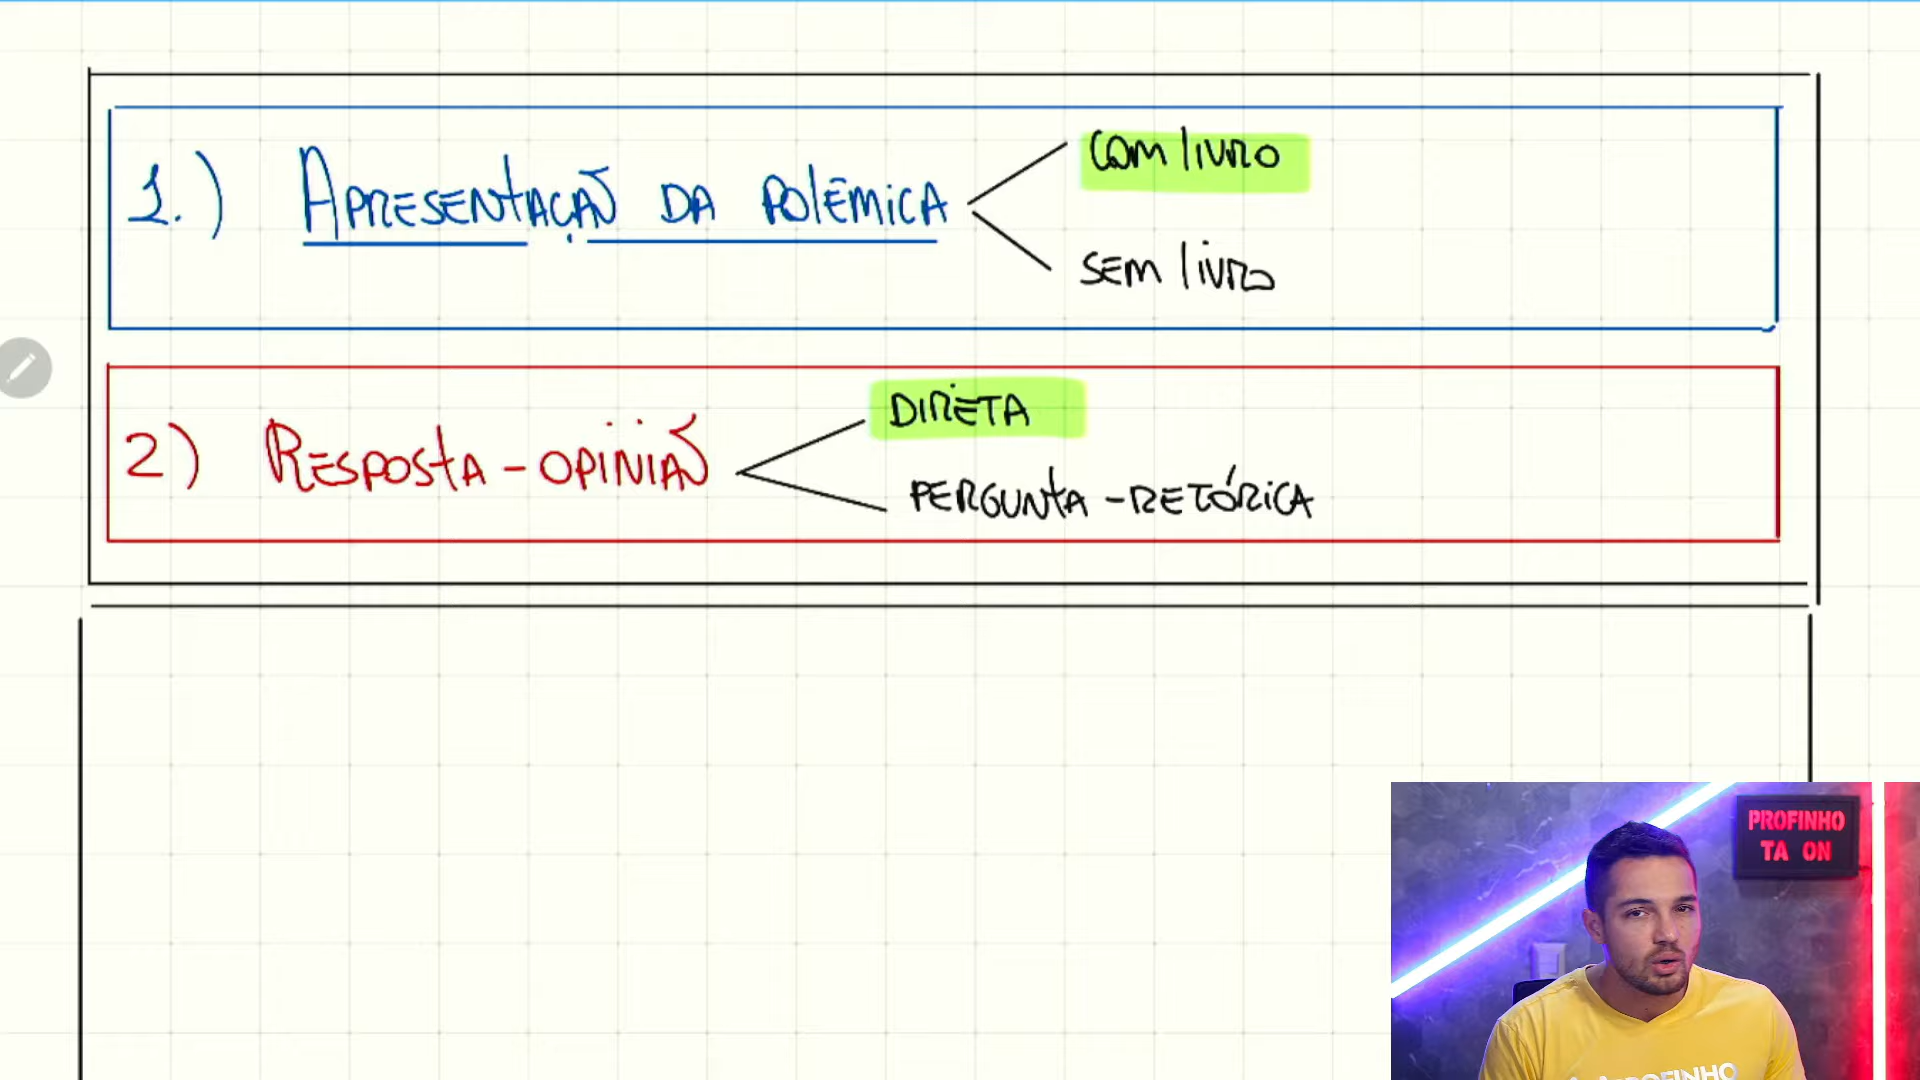 1.) APRESENTAÇÃO DA POLÊMICA
COM LIVRO
SEM LIVRO
2) RESPOSTA-OPINIÃO
DIRETA
PERGUNTA-RETÓRICA
PROFINHO
TA ON